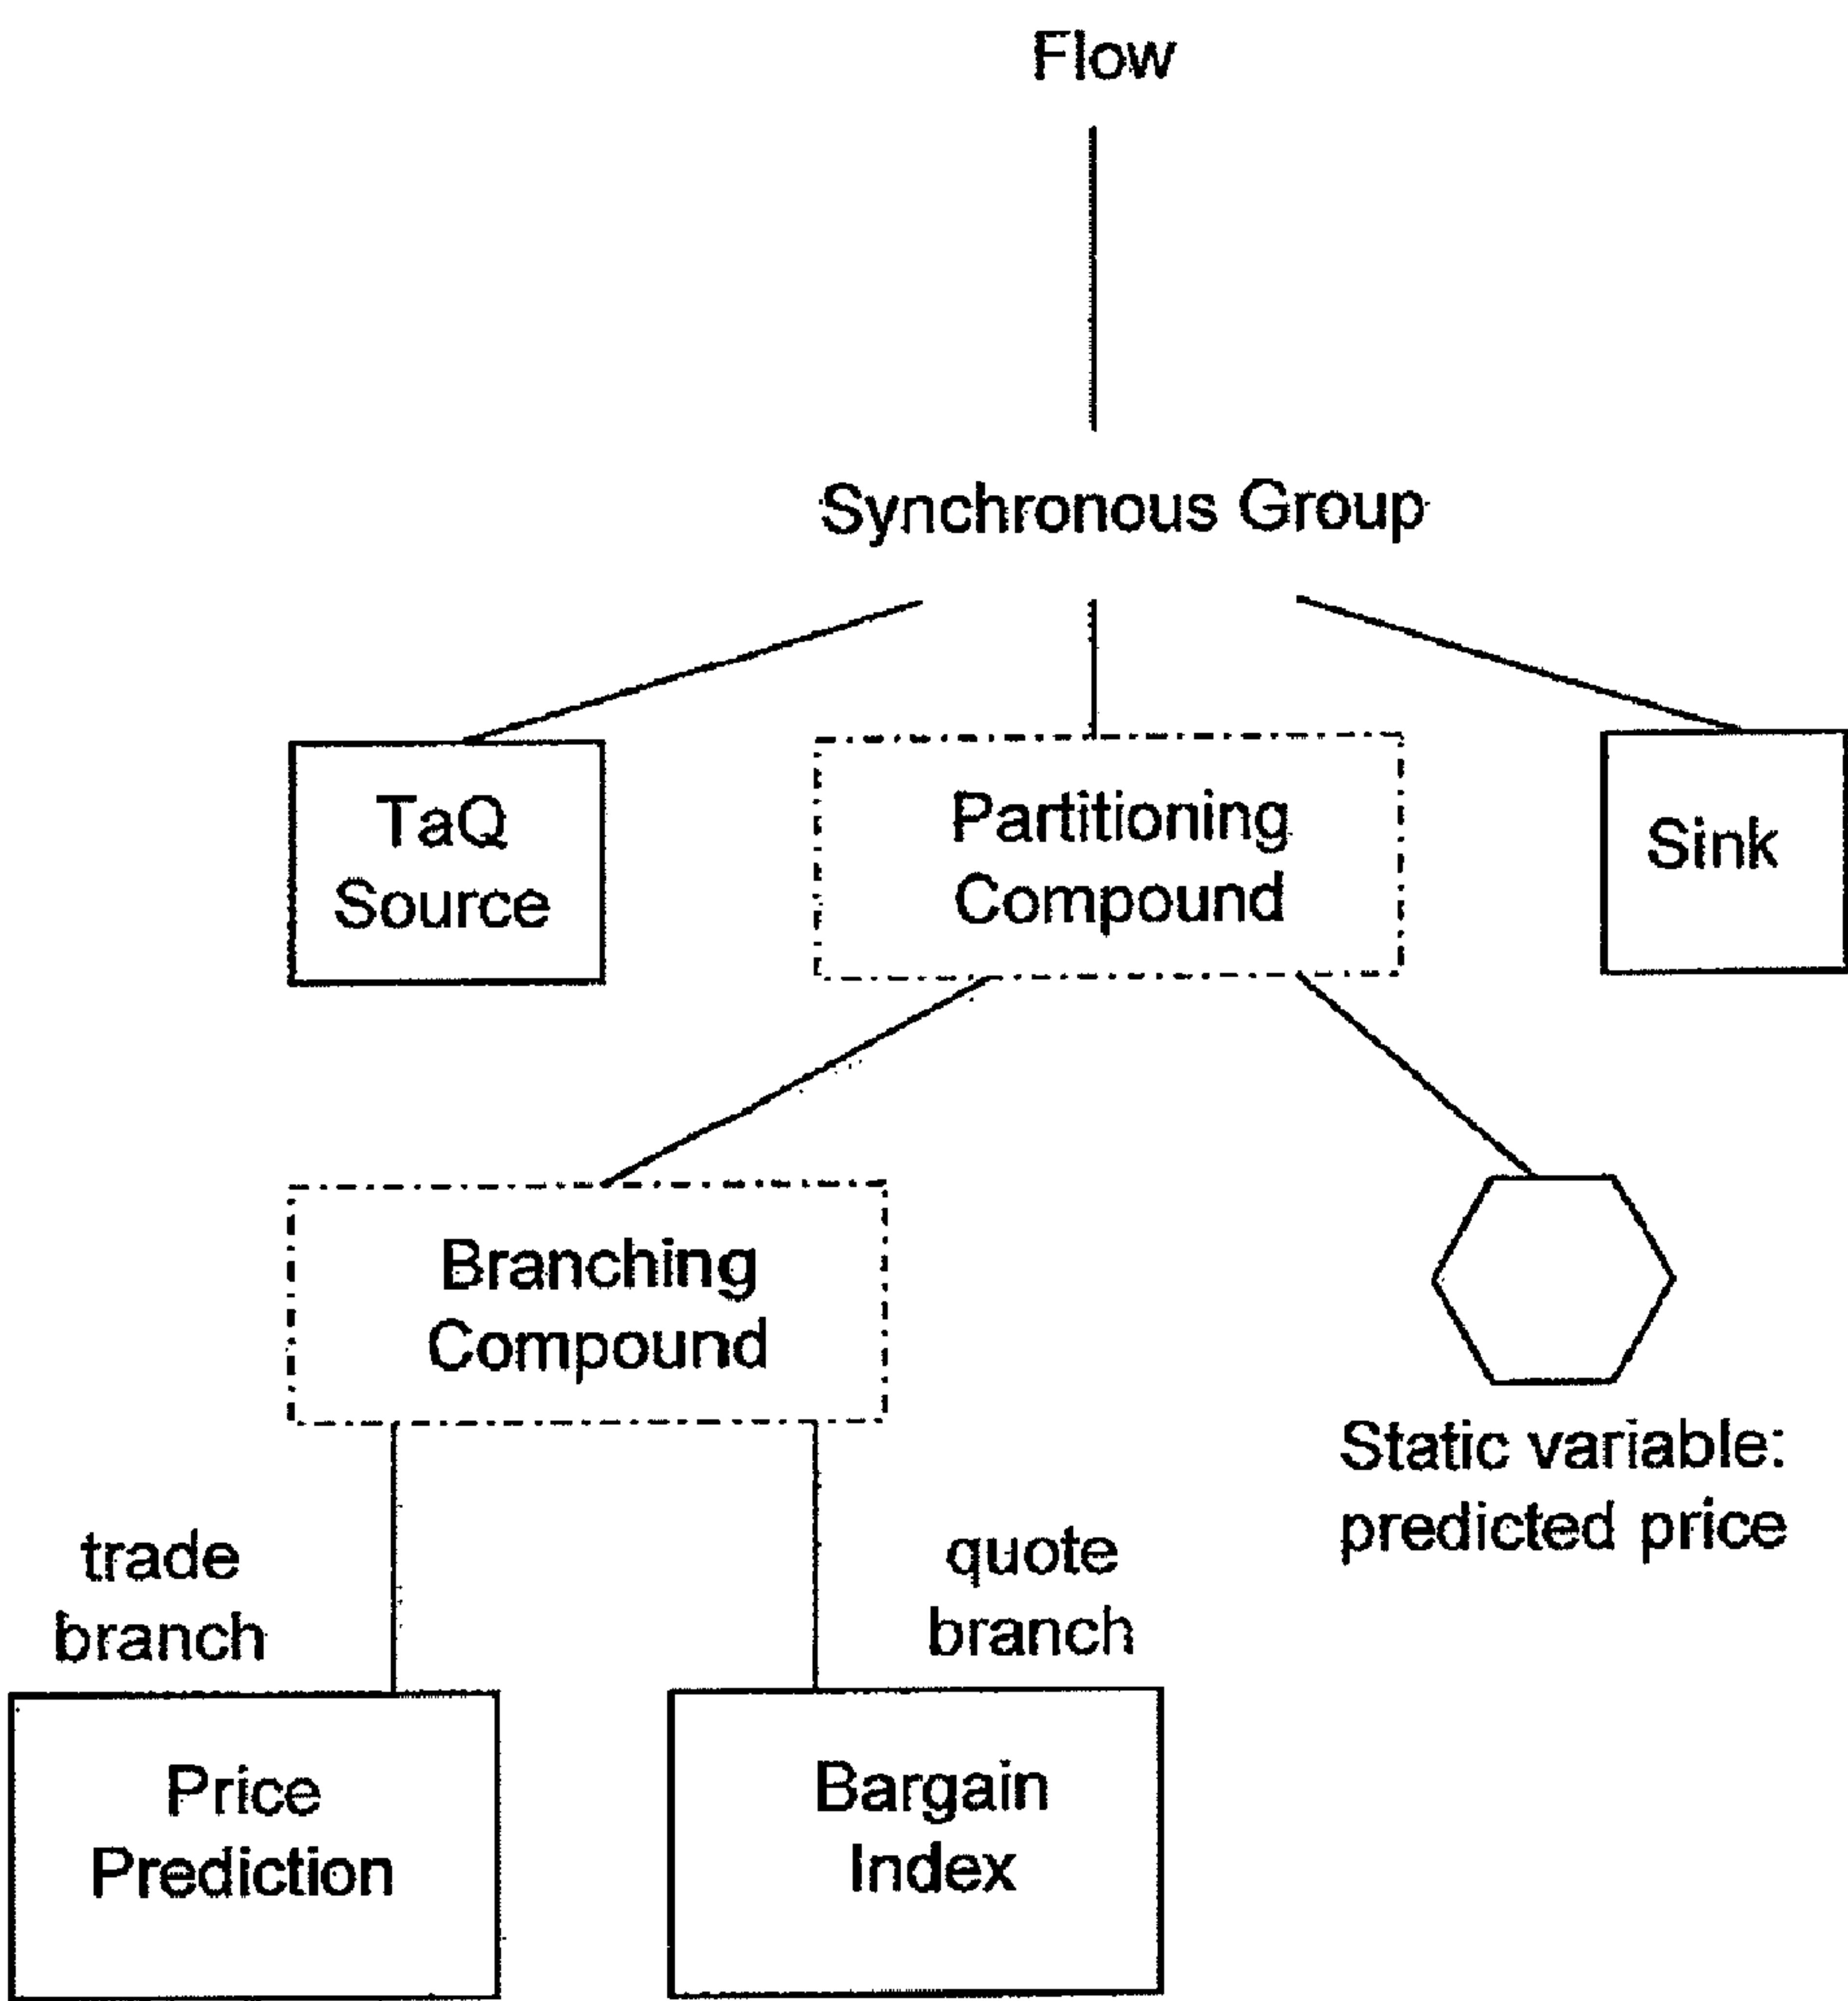 Flow
Synchronous Group
TaQ
Source
Partitioning
Compound
Sink
Branching
Compound
Static variable:
predicted price
trade
branch
quote
branch
Price
Prediction
Bargain
Index